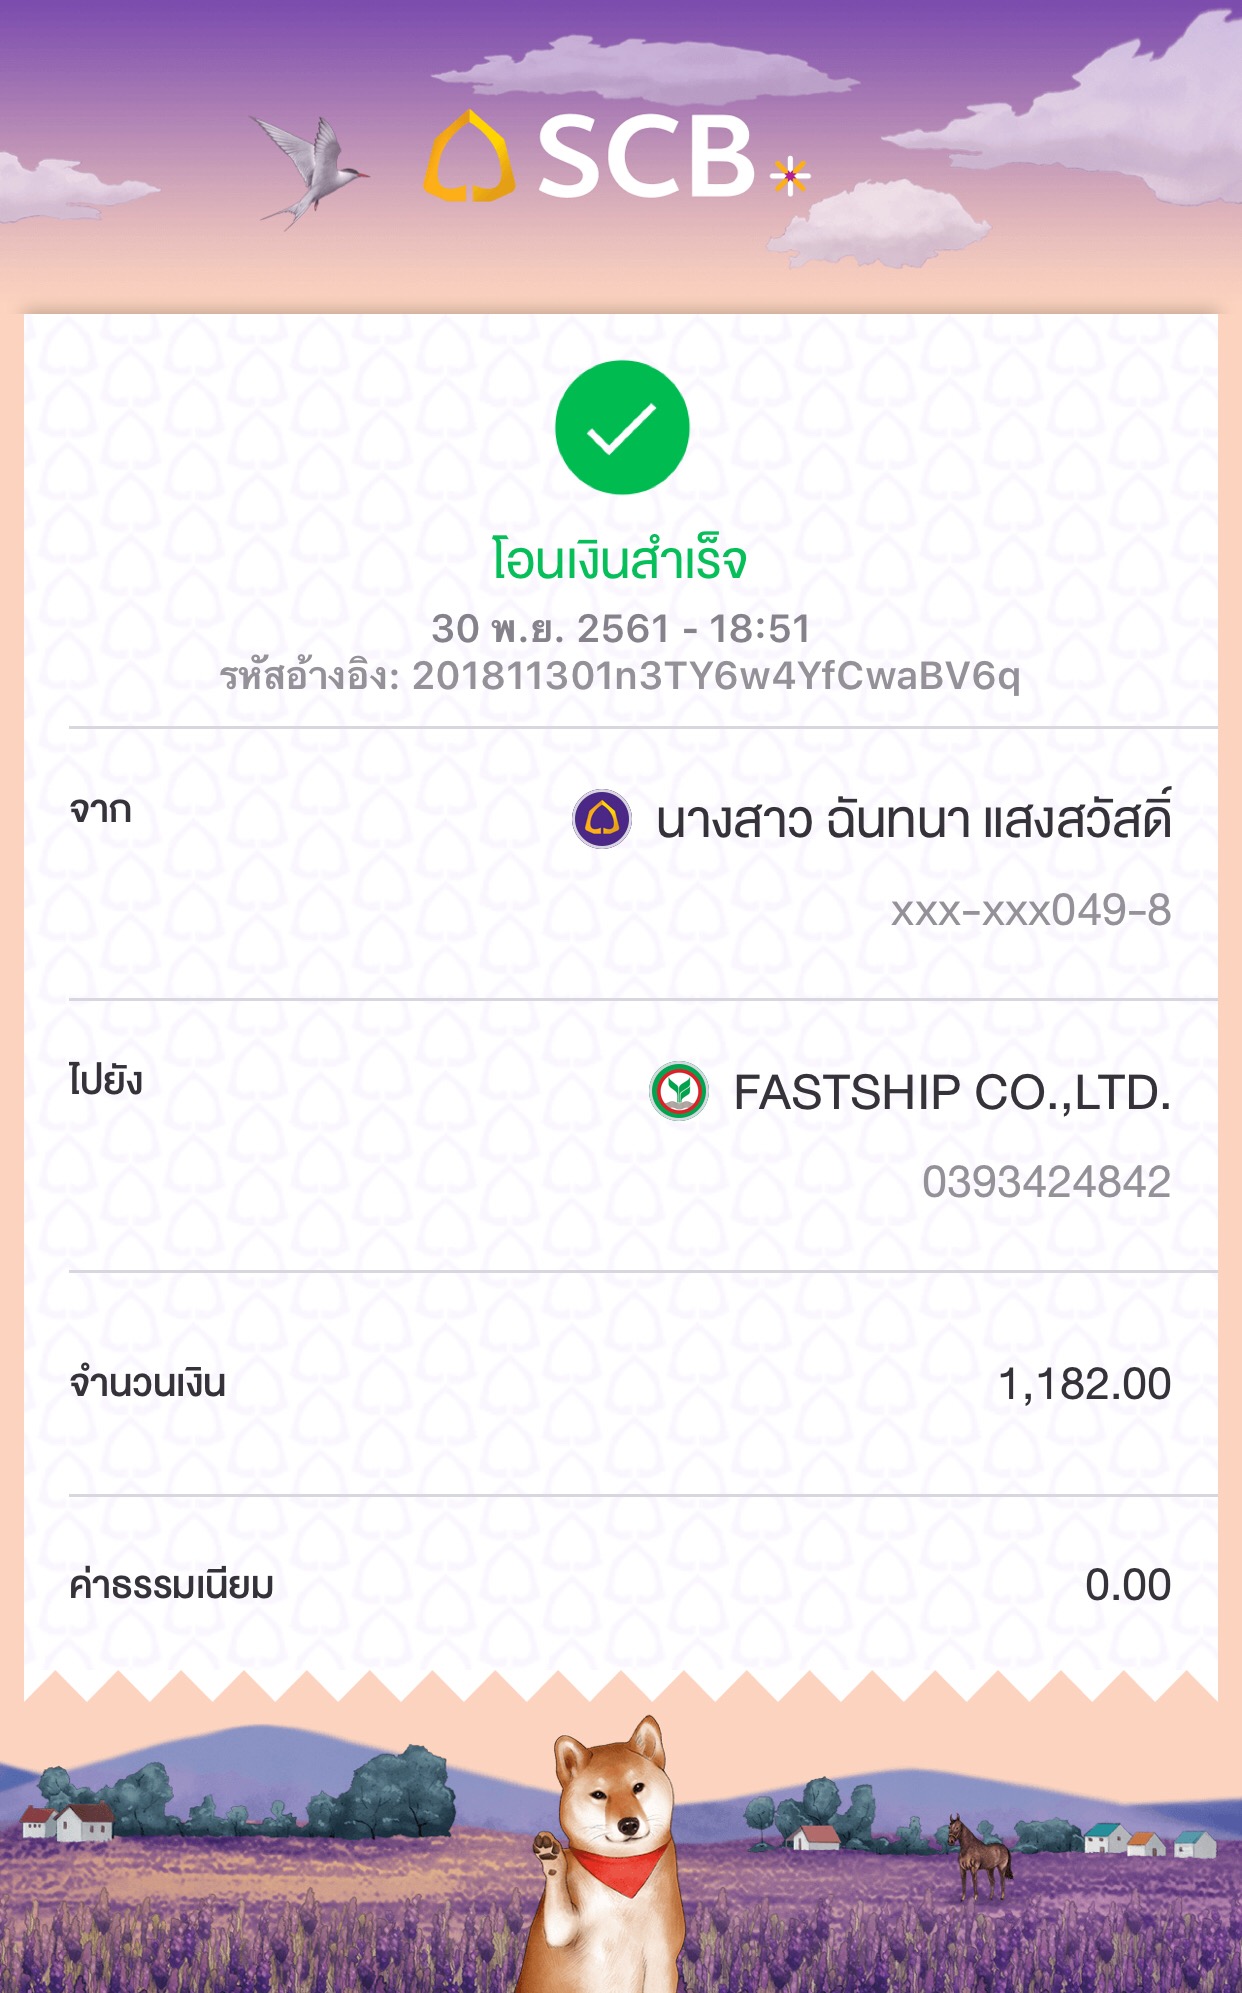 SCB
โอนเงินสำเร็จ
30 พ.ย. 2561 - 18:51
รหัสอ้างอิง: 201811301n3TY6w4YfCwaBV6q
จาก
นางสาว ฉันทนา แสงสวัสดิ์
xxx-xxx049-8
ไปยัง
FASTSHIP CO.,LTD.
0393424842
จำนวนเงิน
1,182.00
ค่าธรรมเนียม
0.00